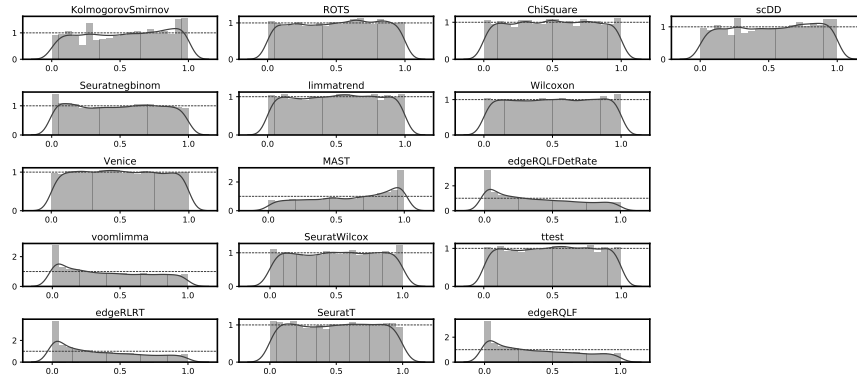 KolmogorovSmirnov ROTS ChiSquare scDD
1 1 1 1
0 0 0 0
0.0 0.5 1.0 0.0 0.5 1.0 0.0 0.5 1.0 0.0 0.5 1.0
Seuratnegbinom limmatrend Wilcoxon
1 1 1
0 0 0
0.0 0.5 1.0 0.0 0.5 1.0 0.0 0.5 1.0
Venice MAST edgeRQLFDetRate
1 2 2
0 0 0
0.0 0.5 1.0 0.0 0.5 1.0 0.0 0.5 1.0
voomlimma SeuratWilcox ttest
2 1 1
0 0 0
0.0 0.5 1.0 0.0 0.5 1.0 0.0 0.5 1.0
edgeRLRT SeuratT edgeRQLF
2 1 2
0 0 0
0.0 0.5 1.0 0.0 0.5 1.0 0.0 0.5 1.0